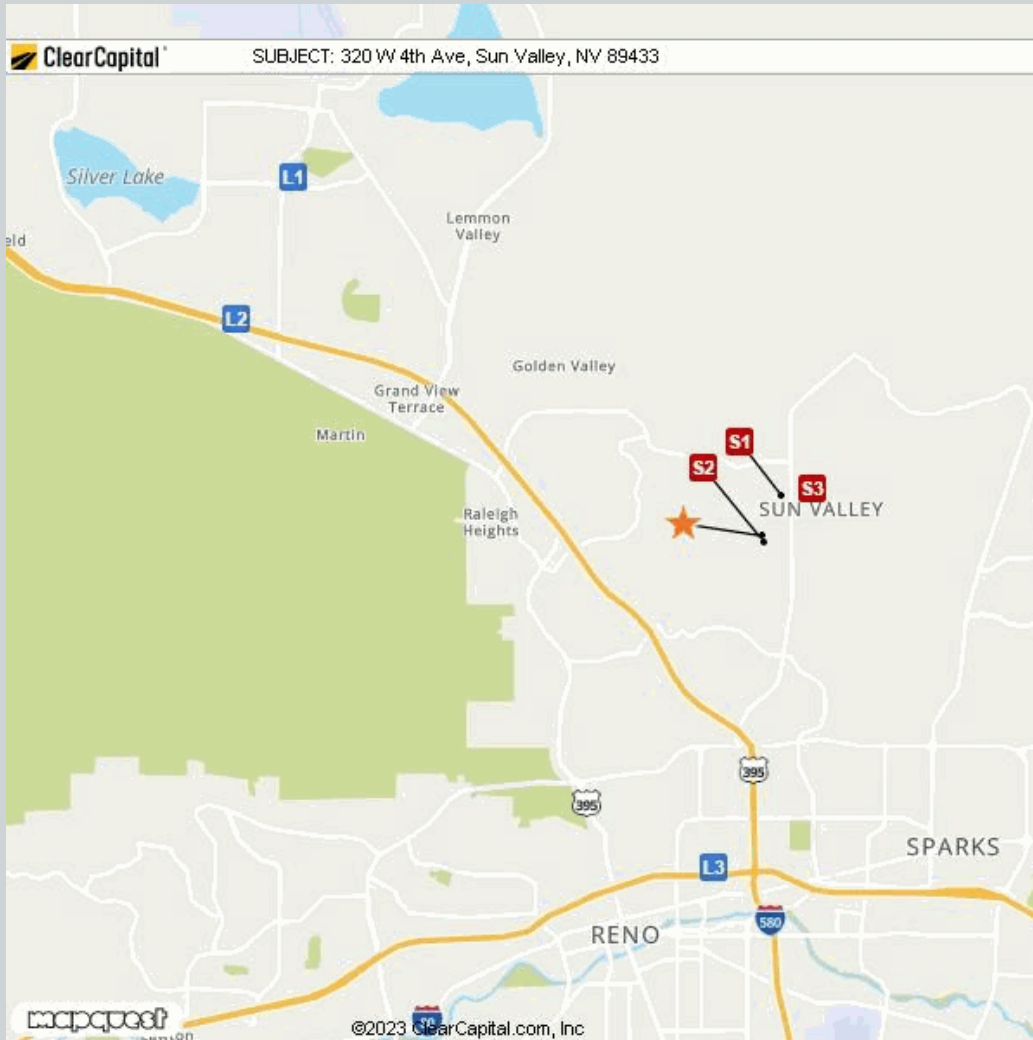 ClearCapital
SUBJECT: 320 W 4th Ave, Sun Valley, NV 89433
Silver Lake
L1
Lemmon
Valley
eld
L2
Golden Valley
Grand View
Terrace
Martin
S1
S2
S3
SUN VALLEY
Raleigh
Heights
395
395
SPARKS
L3
580
RENO
mapquest
80
©2023 ClearCapital.com, Inc